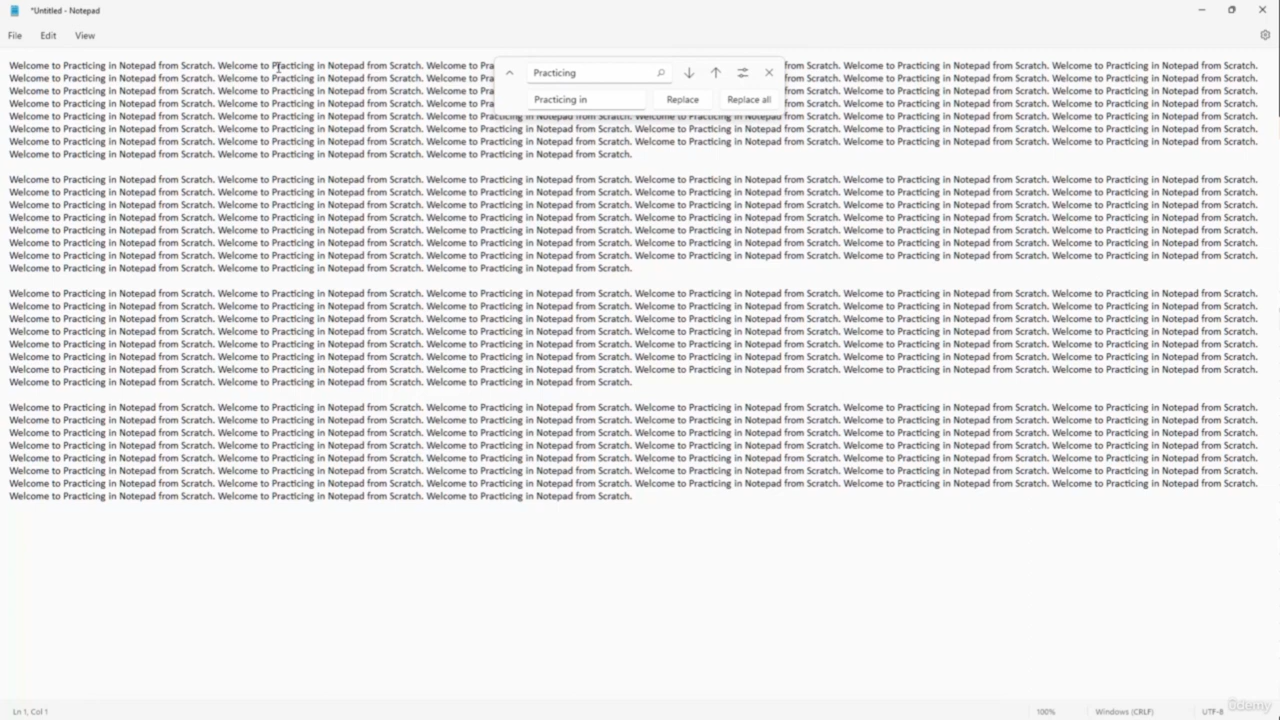 *Untitled - Notepad
File Edit View
Welcome to Practicing in Notepad from Scratch. Welcome to Practicing in Notepad from Scratch. Welcome to from Scratch. Welcome to Practicing in Notepad from Scratch. Welcome to Practicing in Notepad from Scratch.
Practicing
Welcome to Practicing in Notepad from Scratch. Welcome to Practicing in Notepad from Scratch. Welcome to from Scratch. Welcome to Practicing in Notepad from Scratch. Welcome to Practicing in Notepad from Scratch.
Welcome to Practicing in Notepad from Scratch. Welcome to Practicing in Notepad from Scratch. Welcome to from Scratch. Welcome to Practicing in Notepad from Scratch. Welcome to Practicing in Notepad from Scratch.
Practicing in Replace Replace all
Welcome to Practicing in Notepad from Scratch. Welcome to Practicing in Notepad from Scratch. Welcome to from Scratch. Welcome to Practicing in Notepad from Scratch. Welcome to Practicing in Notepad from Scratch.
Welcome to Practicing in Notepad from Scratch. Welcome to Practicing in Notepad from Scratch. Welcome to Practicing in Notepad from Scratch. Welcome to Practicing in Notepad from Scratch. Welcome to Practicing in Notepad from Scratch. Welcome to Practicing in Notepad from Scratch.
Welcome to Practicing in Notepad from Scratch. Welcome to Practicing in Notepad from Scratch. Welcome to Practicing in Notepad from Scratch. Welcome to Practicing in Notepad from Scratch. Welcome to Practicing in Notepad from Scratch. Welcome to Practicing in Notepad from Scratch.
Welcome to Practicing in Notepad from Scratch. Welcome to Practicing in Notepad from Scratch. Welcome to Practicing in Notepad from Scratch. Welcome to Practicing in Notepad from Scratch. Welcome to Practicing in Notepad from Scratch. Welcome to Practicing in Notepad from Scratch.
Welcome to Practicing in Notepad from Scratch. Welcome to Practicing in Notepad from Scratch. Welcome to Practicing in Notepad from Scratch.
Welcome to Practicing in Notepad from Scratch. Welcome to Practicing in Notepad from Scratch. Welcome to Practicing in Notepad from Scratch. Welcome to Practicing in Notepad from Scratch. Welcome to Practicing in Notepad from Scratch. Welcome to Practicing in Notepad from Scratch.
Welcome to Practicing in Notepad from Scratch. Welcome to Practicing in Notepad from Scratch. Welcome to Practicing in Notepad from Scratch. Welcome to Practicing in Notepad from Scratch. Welcome to Practicing in Notepad from Scratch. Welcome to Practicing in Notepad from Scratch.
Welcome to Practicing in Notepad from Scratch. Welcome to Practicing in Notepad from Scratch. Welcome to Practicing in Notepad from Scratch. Welcome to Practicing in Notepad from Scratch. Welcome to Practicing in Notepad from Scratch. Welcome to Practicing in Notepad from Scratch.
Welcome to Practicing in Notepad from Scratch. Welcome to Practicing in Notepad from Scratch. Welcome to Practicing in Notepad from Scratch. Welcome to Practicing in Notepad from Scratch. Welcome to Practicing in Notepad from Scratch. Welcome to Practicing in Notepad from Scratch.
Welcome to Practicing in Notepad from Scratch. Welcome to Practicing in Notepad from Scratch. Welcome to Practicing in Notepad from Scratch. Welcome to Practicing in Notepad from Scratch. Welcome to Practicing in Notepad from Scratch. Welcome to Practicing in Notepad from Scratch.
Welcome to Practicing in Notepad from Scratch. Welcome to Practicing in Notepad from Scratch. Welcome to Practicing in Notepad from Scratch. Welcome to Practicing in Notepad from Scratch. Welcome to Practicing in Notepad from Scratch. Welcome to Practicing in Notepad from Scratch.
Welcome to Practicing in Notepad from Scratch. Welcome to Practicing in Notepad from Scratch. Welcome to Practicing in Notepad from Scratch. Welcome to Practicing in Notepad from Scratch. Welcome to Practicing in Notepad from Scratch. Welcome to Practicing in Notepad from Scratch.
Welcome to Practicing in Notepad from Scratch. Welcome to Practicing in Notepad from Scratch. Welcome to Practicing in Notepad from Scratch.
Welcome to Practicing in Notepad from Scratch. Welcome to Practicing in Notepad from Scratch. Welcome to Practicing in Notepad from Scratch. Welcome to Practicing in Notepad from Scratch. Welcome to Practicing in Notepad from Scratch. Welcome to Practicing in Notepad from Scratch.
Welcome to Practicing in Notepad from Scratch. Welcome to Practicing in Notepad from Scratch. Welcome to Practicing in Notepad from Scratch. Welcome to Practicing in Notepad from Scratch. Welcome to Practicing in Notepad from Scratch. Welcome to Practicing in Notepad from Scratch.
Welcome to Practicing in Notepad from Scratch. Welcome to Practicing in Notepad from Scratch. Welcome to Practicing in Notepad from Scratch. Welcome to Practicing in Notepad from Scratch. Welcome to Practicing in Notepad from Scratch. Welcome to Practicing in Notepad from Scratch.
Welcome to Practicing in Notepad from Scratch. Welcome to Practicing in Notepad from Scratch. Welcome to Practicing in Notepad from Scratch. Welcome to Practicing in Notepad from Scratch. Welcome to Practicing in Notepad from Scratch. Welcome to Practicing in Notepad from Scratch.
Welcome to Practicing in Notepad from Scratch. Welcome to Practicing in Notepad from Scratch. Welcome to Practicing in Notepad from Scratch. Welcome to Practicing in Notepad from Scratch. Welcome to Practicing in Notepad from Scratch. Welcome to Practicing in Notepad from Scratch.
Welcome to Practicing in Notepad from Scratch. Welcome to Practicing in Notepad from Scratch. Welcome to Practicing in Notepad from Scratch. Welcome to Practicing in Notepad from Scratch. Welcome to Practicing in Notepad from Scratch. Welcome to Practicing in Notepad from Scratch.
Welcome to Practicing in Notepad from Scratch. Welcome to Practicing in Notepad from Scratch. Welcome to Practicing in Notepad from Scratch. Welcome to Practicing in Notepad from Scratch. Welcome to Practicing in Notepad from Scratch. Welcome to Practicing in Notepad from Scratch.
Welcome to Practicing in Notepad from Scratch. Welcome to Practicing in Notepad from Scratch. Welcome to Practicing in Notepad from Scratch.
Welcome to Practicing in Notepad from Scratch. Welcome to Practicing in Notepad from Scratch. Welcome to Practicing in Notepad from Scratch. Welcome to Practicing in Notepad from Scratch. Welcome to Practicing in Notepad from Scratch. Welcome to Practicing in Notepad from Scratch.
Welcome to Practicing in Notepad from Scratch. Welcome to Practicing in Notepad from Scratch. Welcome to Practicing in Notepad from Scratch. Welcome to Practicing in Notepad from Scratch. Welcome to Practicing in Notepad from Scratch. Welcome to Practicing in Notepad from Scratch.
Welcome to Practicing in Notepad from Scratch. Welcome to Practicing in Notepad from Scratch. Welcome to Practicing in Notepad from Scratch. Welcome to Practicing in Notepad from Scratch. Welcome to Practicing in Notepad from Scratch. Welcome to Practicing in Notepad from Scratch.
Welcome to Practicing in Notepad from Scratch. Welcome to Practicing in Notepad from Scratch. Welcome to Practicing in Notepad from Scratch. Welcome to Practicing in Notepad from Scratch. Welcome to Practicing in Notepad from Scratch. Welcome to Practicing in Notepad from Scratch.
Welcome to Practicing in Notepad from Scratch. Welcome to Practicing in Notepad from Scratch. Welcome to Practicing in Notepad from Scratch. Welcome to Practicing in Notepad from Scratch. Welcome to Practicing in Notepad from Scratch. Welcome to Practicing in Notepad from Scratch.
Welcome to Practicing in Notepad from Scratch. Welcome to Practicing in Notepad from Scratch. Welcome to Practicing in Notepad from Scratch. Welcome to Practicing in Notepad from Scratch. Welcome to Practicing in Notepad from Scratch. Welcome to Practicing in Notepad from Scratch.
Welcome to Practicing in Notepad from Scratch. Welcome to Practicing in Notepad from Scratch. Welcome to Practicing in Notepad from Scratch. Welcome to Practicing in Notepad from Scratch. Welcome to Practicing in Notepad from Scratch. Welcome to Practicing in Notepad from Scratch.
Welcome to Practicing in Notepad from Scratch. Welcome to Practicing in Notepad from Scratch. Welcome to Practicing in Notepad from Scratch.
Ln 1, Col 1 100% Windows (CRLF) UTF-8 ûdemy